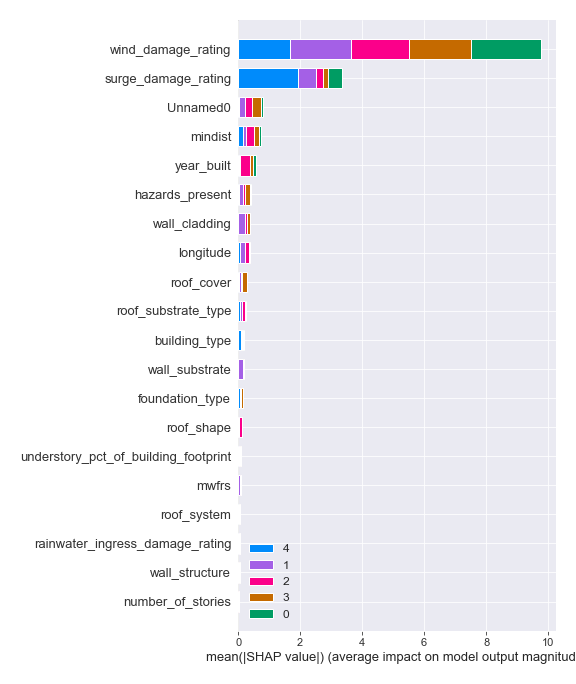 wind_damage_rating
surge_damage_rating
Unnamed0
mindist
year_built
hazards_present
wall_cladding
longitude
roof_cover
roof_substrate_type
building_type
wall_substrate
foundation_type
roof_shape
understory_pct_of_building_footprint
mwfrs
roof_system
rainwater_ingress_damage_rating
wall_structure
number_of_stories
4
1
2
3
0
0 2 4 6 8 10
mean(|SHAP value|) (average impact on model output magnitud